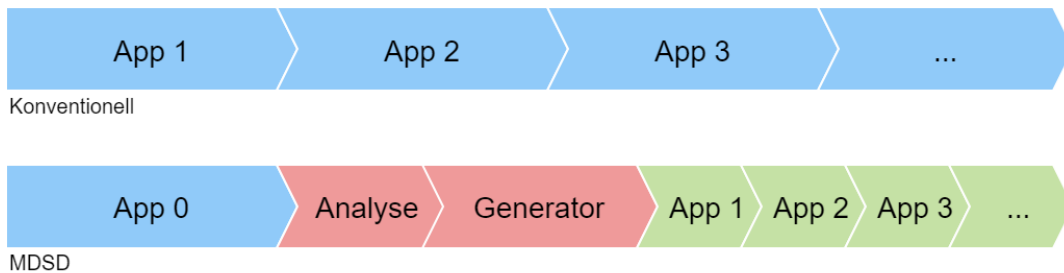 App 1
App 2
App 3
...
Konventionell
App 0
Analyse
Generator
App 1
App 2
App 3
...
MDSD